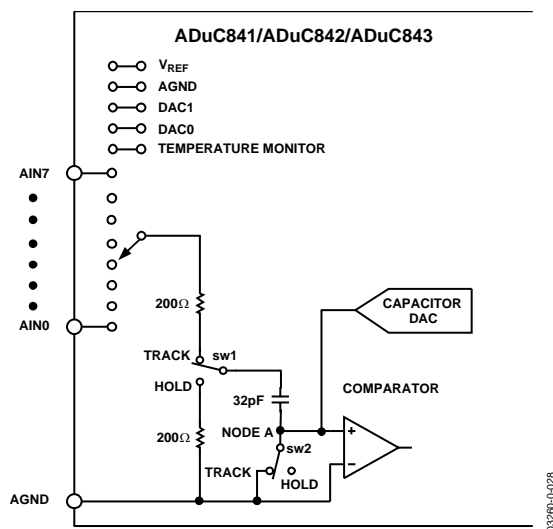 ADuC841/ADuC842/ADuC843
VREF
AGND
DAC1
DAC0
TEMPERATURE MONITOR
AIN7
AIN0
200Ω
CAPACITOR
DAC
TRACK
sw1
HOLD
32pF
COMPARATOR
200Ω
NODE A
+
−
sw2
TRACK
HOLD
AGND
03260-0-028